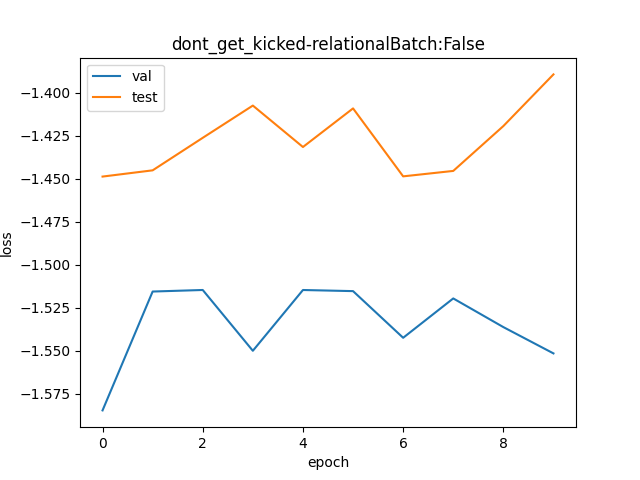 dont_get_kicked-relationalBatch:False
val
test
−1.400
−1.425
−1.450
−1.475
−1.500
−1.525
−1.550
−1.575
loss
0
2
4
6
8
epoch